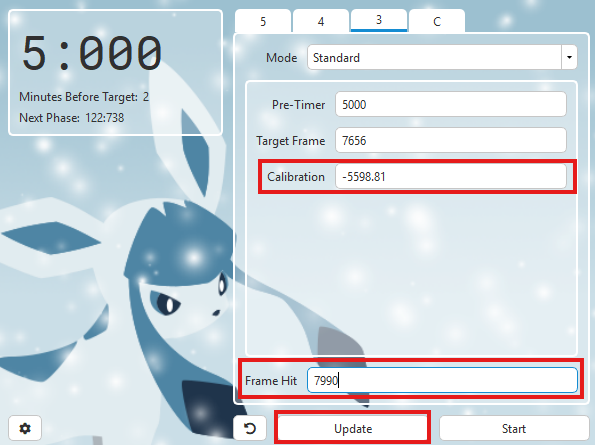 5:000
Minutes Before Target: 2
Next Phase: 122:738
5 4 3 C
Mode Standard
Pre-Timer 5000
Target Frame 7656
Calibration -5598.81
Frame Hit 7990
Update Start